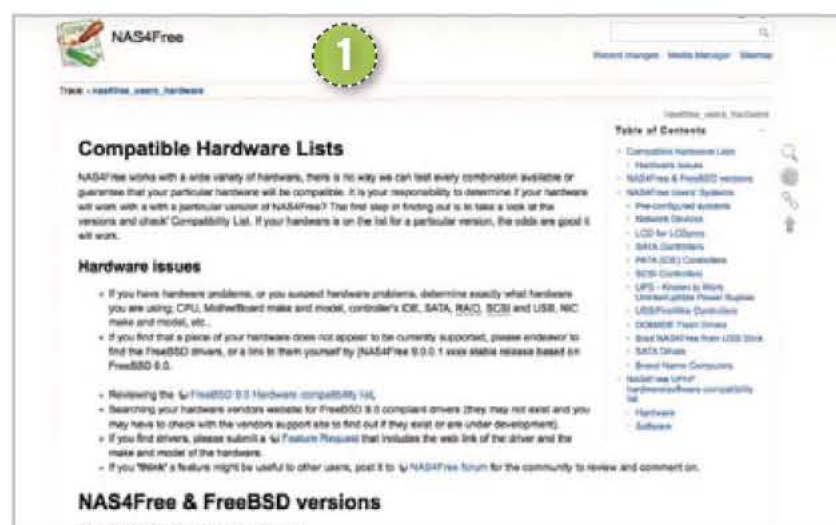 NAS4Free
1
Recent changes Media Manager Sitemap
Trace: › nas4free_users_hardware
nas4free_users_hardware
Table of Contents
Compatible Hardware Lists
Hardware issues
NAS4Free & FreeBSD versions
NAS4Free Users' Systems
Pre-configured systems
Network Devices
LCD for LCDproc
SATA Controllers
PATA (IDE) Controllers
SCSI Controllers
UPS - Known to Work
Uninterruptible Power Suplies
USB/FireWire Controllers
DOM/IDE Flash Drives
Boot NAS4Free from USB Stick
SATA Drives
Brand Name Computers
NAS4Free UPnP
hardware/software compatibility
list
Hardware
Software
Compatible Hardware Lists
NAS4Free works with a wide variety of hardware, there is no way we can test every combination available or
guarantee that your particular hardware will be compatible. It is your responsibility to determine if your hardware
will work with a with a particular version of NAS4Free? The first step in finding out is to take a look at the
versions and check' Compatibility List. If your hardware is on the list for a particular version, the odds are good it
will work.
Hardware issues
If you have hardware problems, or you suspect hardware problems, determine exactly what hardware
you are using; CPU, MotherBoard make and model, controller's IDE, SATA, RAID, SCSI and USB, NIC
make and model, etc..
If you find that a piece of your hardware does not appear to be currently supported, please endeavor to
find the FreeBSD drivers, or a link to them yourself by (NAS4Free 9.0.0.1 xxxx stable release based on
FreeBSD 9.0.
Reviewing the FreeBSD 9.0 Hardware compatibility list,
Searching your hardware vendors website for FreeBSD 9.0 compliant drivers (they may not exist and you
may have to check with the vendors support site to find out if they exist or are under development).
If you find drivers, please submit a Feature Request that includes the web link of the driver and the
make and model of the hardware.
If you "think" a feature might be useful to other users, post it to NAS4Free forum for the community to review and comment on.
NAS4Free & FreeBSD versions